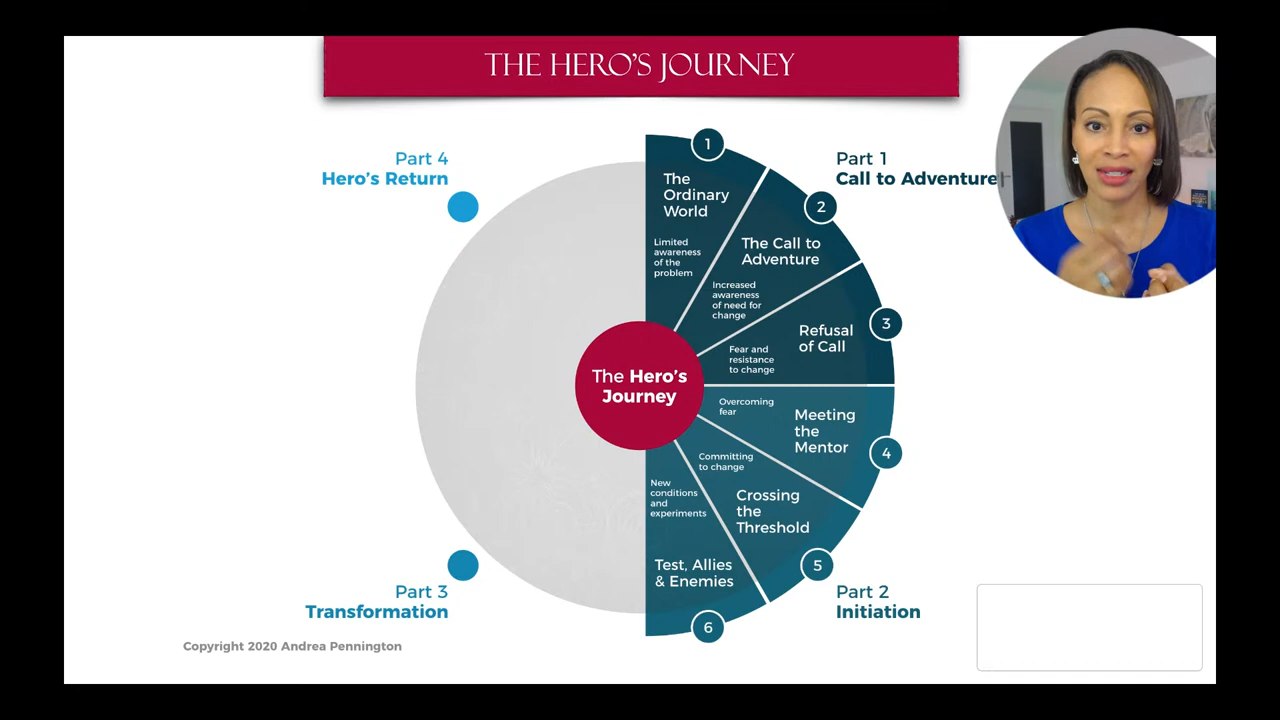 THE HERO'S JOURNEY
Part 4
Hero's Return
Part 1
Call to Adventure
1
The
Ordinary
World
Limited
awareness
of the
problem
2
The Call to
Adventure
Increased
awareness
of need for
change
3
Refusal
of Call
Fear and
resistance
to change
The Hero's
Journey
Overcoming
fear
Meeting
the
Mentor
4
Committing
to change
Crossing
the
Threshold
5
New
conditions
and
experiments
Test, Allies
& Enemies
6
Part 3
Transformation
Part 2
Initiation
Copyright 2020 Andrea Pennington